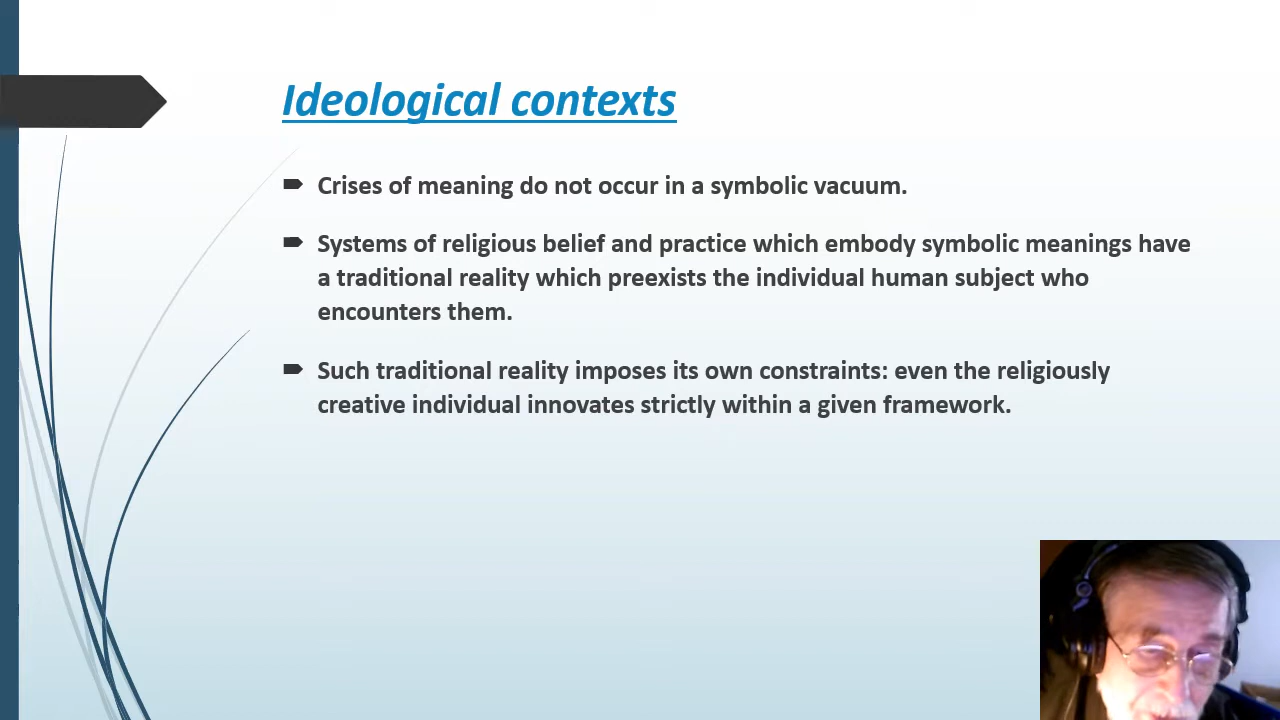 Ideological contexts
Crises of meaning do not occur in a symbolic vacuum.
Systems of religious belief and practice which embody symbolic meanings have
a traditional reality which preexists the individual human subject who
encounters them.
Such traditional reality imposes its own constraints: even the religiously
creative individual innovates strictly within a given framework.